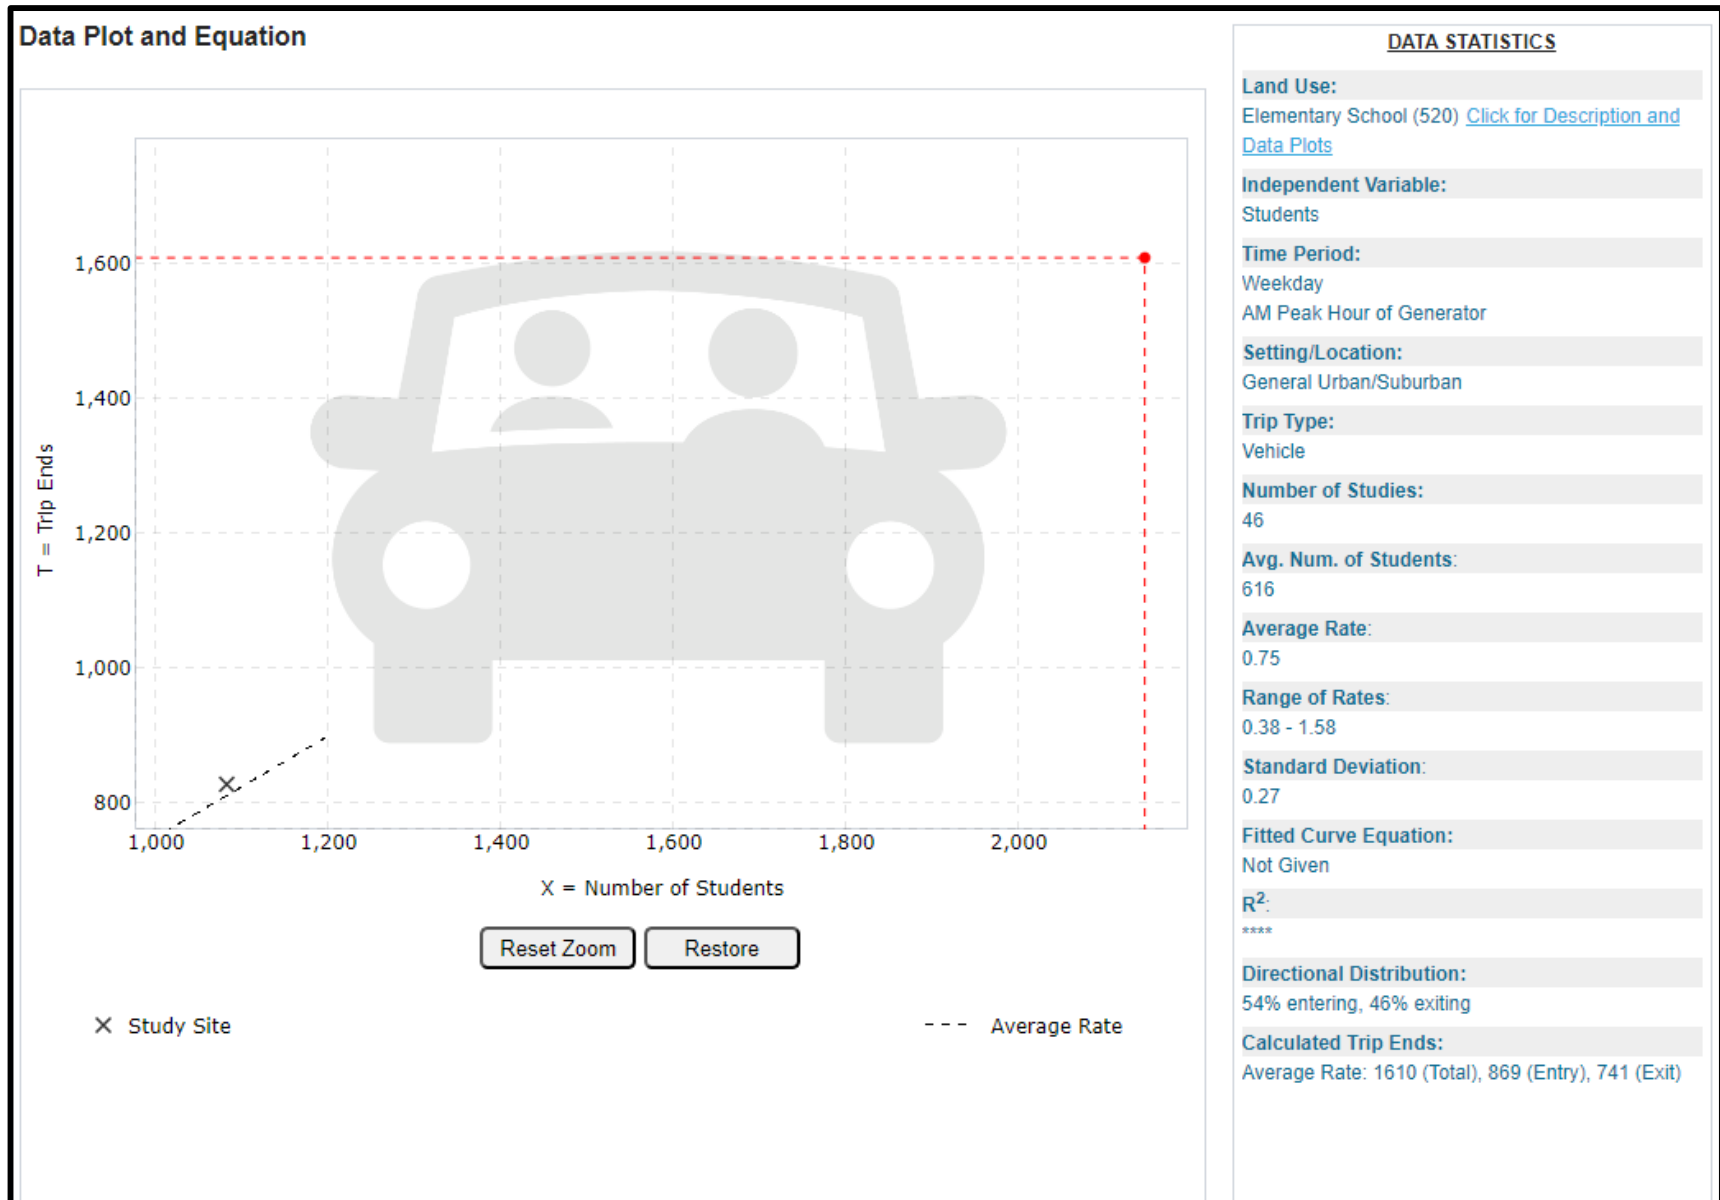 Data Plot and Equation
1,600
1,400
1,200
1,000
800
T = Trip Ends
1,000
1,200
1,400
1,600
1,800
2,000
X = Number of Students
Reset Zoom
Restore
× Study Site
--- Average Rate
DATA STATISTICS
Land Use:
Elementary School (520) Click for Description and
Data Plots
Independent Variable:
Students
Time Period:
Weekday
AM Peak Hour of Generator
Setting/Location:
General Urban/Suburban
Trip Type:
Vehicle
Number of Studies:
46
Avg. Num. of Students:
616
Average Rate:
0.75
Range of Rates:
0.38 - 1.58
Standard Deviation:
0.27
Fitted Curve Equation:
Not Given
R²:
****
Directional Distribution:
54% entering, 46% exiting
Calculated Trip Ends:
Average Rate: 1610 (Total), 869 (Entry), 741 (Exit)